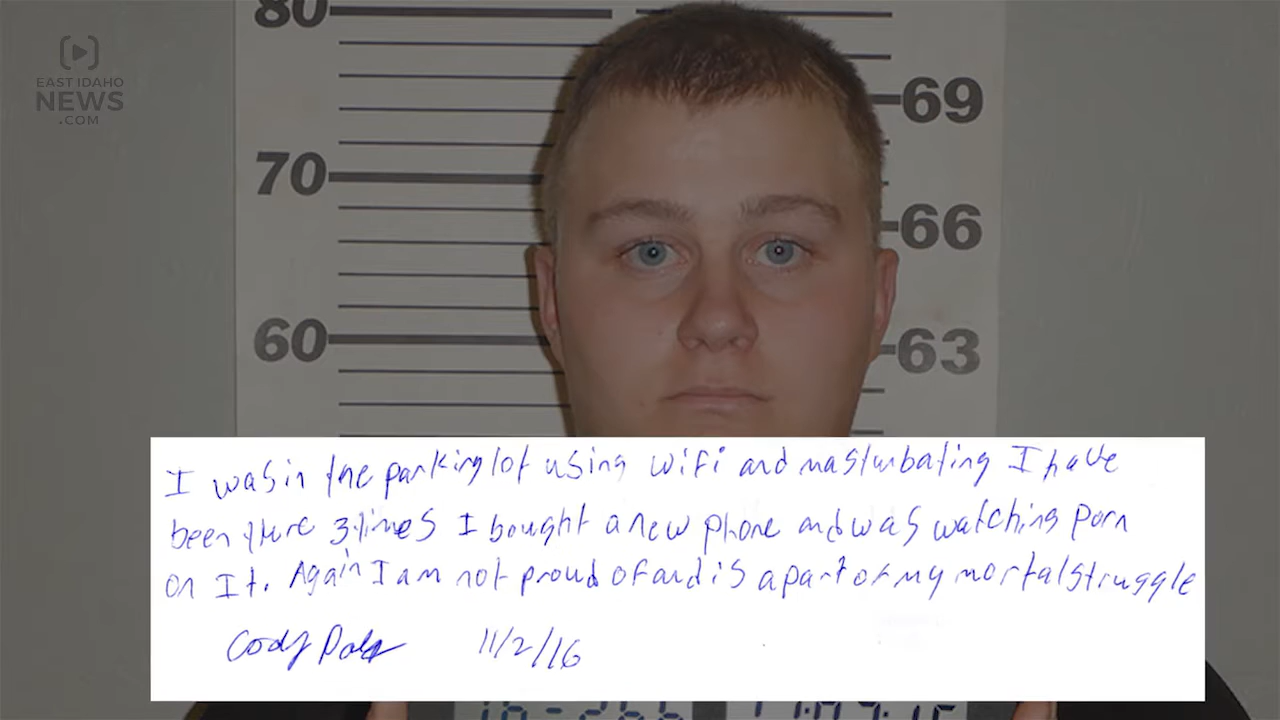 80
EAST IDAHO
NEWS
.COM
69
70
66
60
63
I was in the parking lot using wifi and masturbating I have
been there 3 times I bought a new phone and was watching porn
on It. Again I am not proud of and is a part of my mortal struggle
Cody
11/2/16